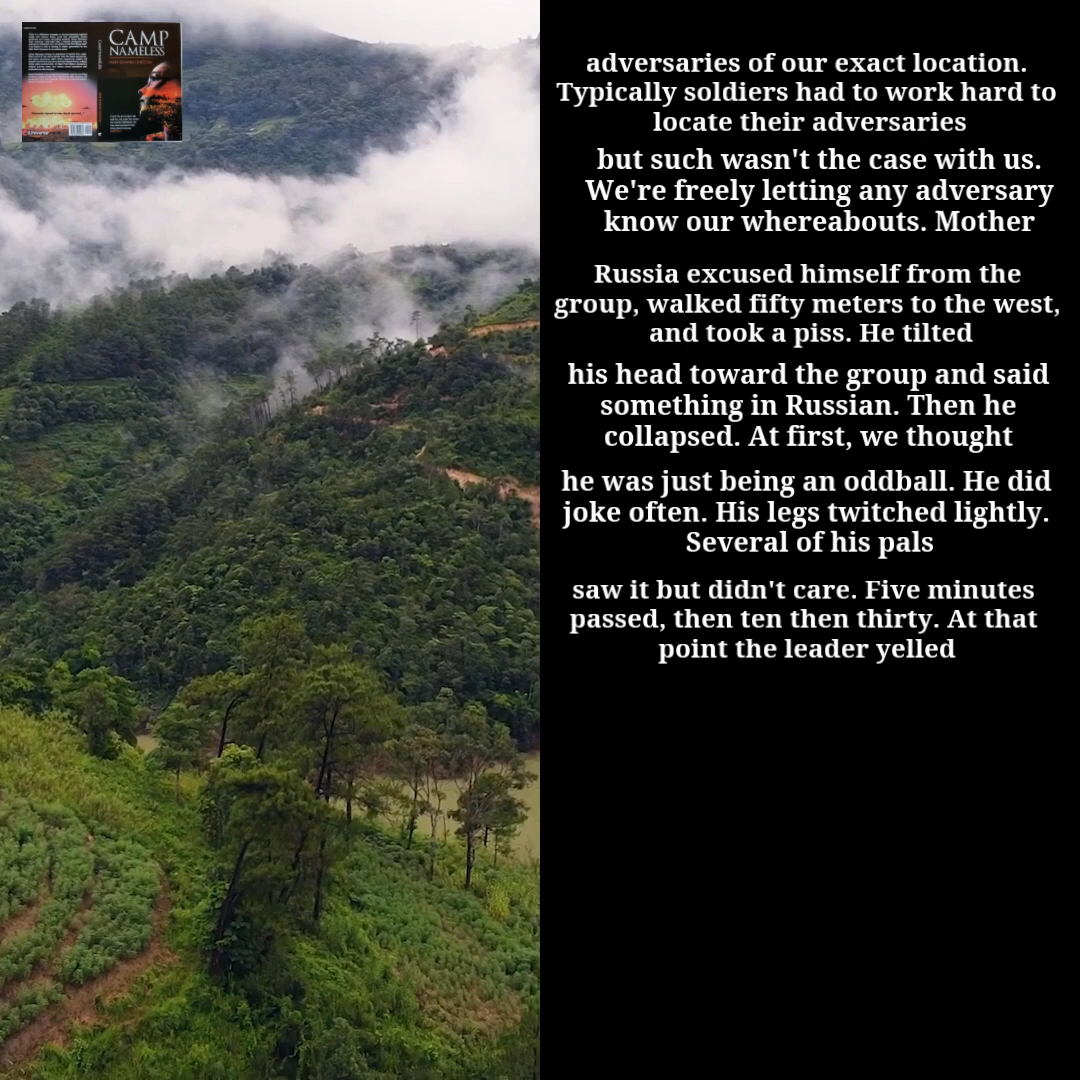 CAMP
NAMELESS
adversaries of our exact location.
Typically soldiers had to work hard to
locate their adversaries
but such wasn't the case with us.
We're freely letting any adversary
know our whereabouts. Mother
Russia excused himself from the
group, walked fifty meters to the west,
and took a piss. He tilted
his head toward the group and said
something in Russian. Then he
collapsed. At first, we thought
he was just being an oddball. He did
joke often. His legs twitched lightly.
Several of his pals
saw it but didn't care. Five minutes
passed, then ten then thirty. At that
point the leader yelled